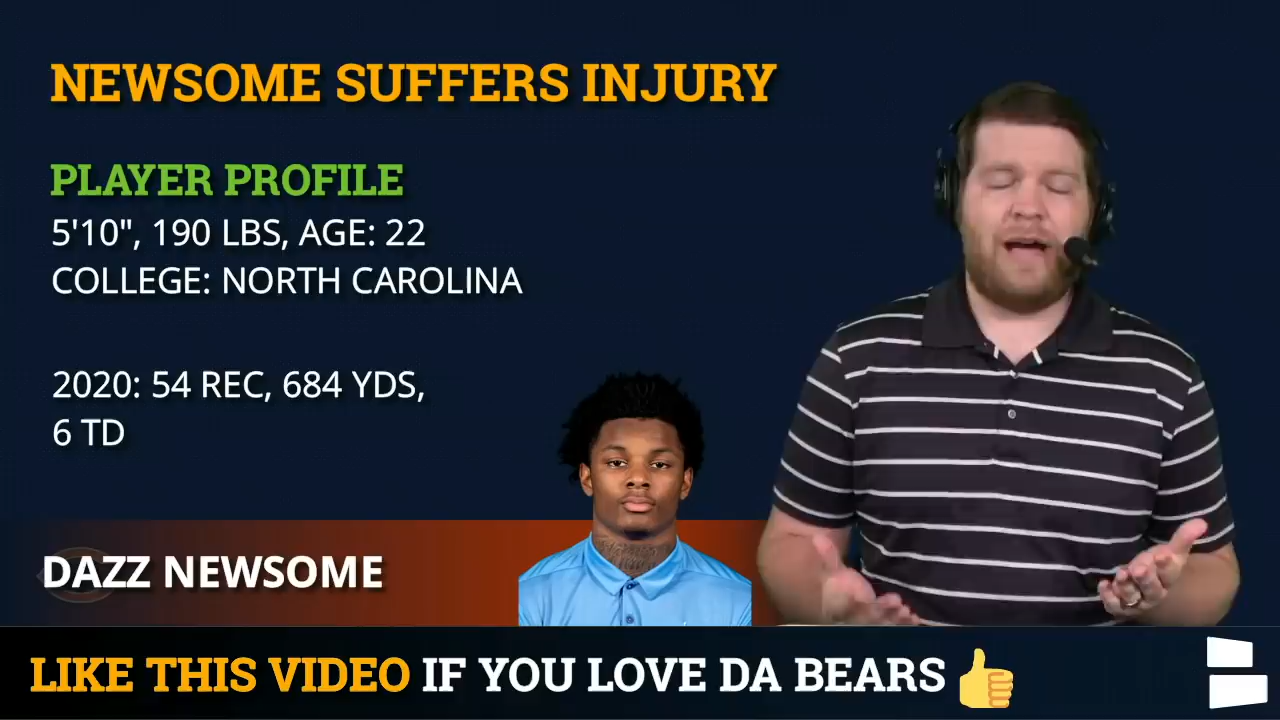 NEWSOME SUFFERS INJURY
PLAYER PROFILE
5'10", 190 LBS, AGE: 22
COLLEGE: NORTH CAROLINA
2020: 54 REC, 684 YDS,
6 TD
DAZZ NEWSOME
LIKE THIS VIDEO IF YOU LOVE DA BEARS